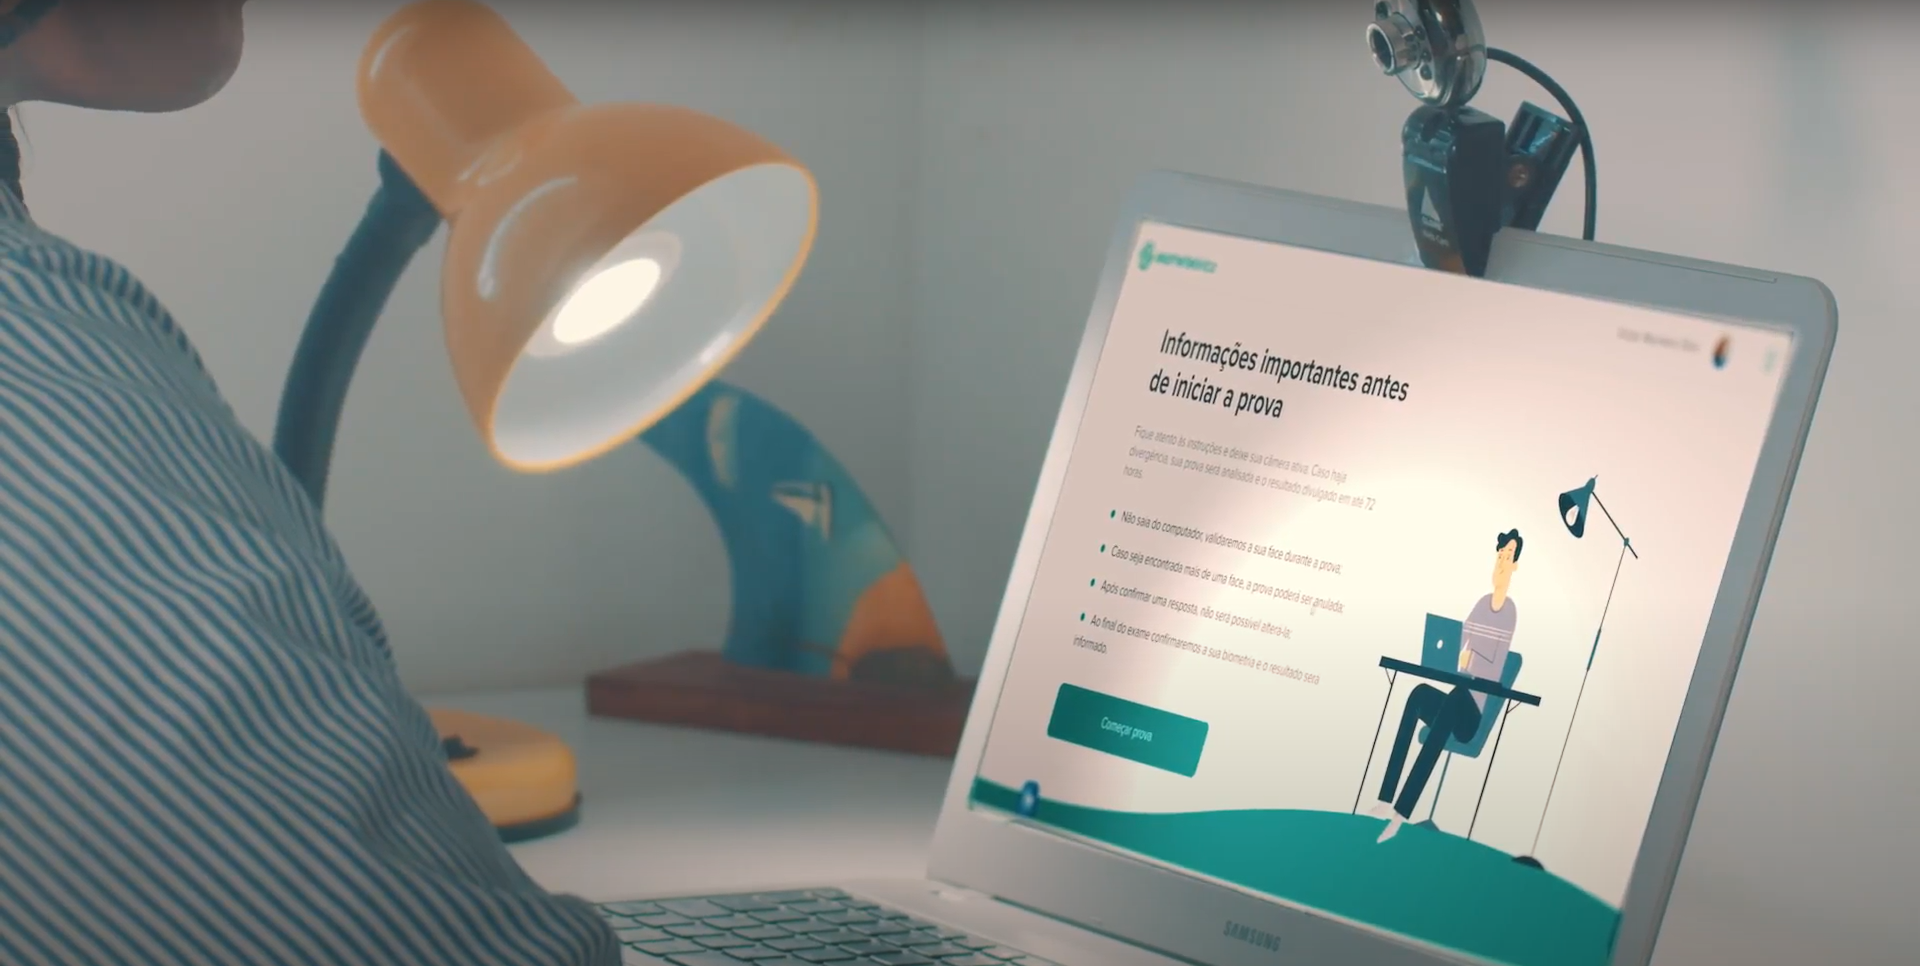 Informações importantes antes
de iniciar a prova
Fique atento às instruções e deixe sua câmera ativa. Caso haja
divergência, sua prova será analisada e o resultado divulgado em até 72
horas.
Não saia do computador, validaremos a sua face durante a prova;
Caso seja encontrada mais de uma face, a prova poderá ser anulada;
Após confirmar uma resposta, não será possível altera-la;
Ao final do exame confirmaremos a sua biometria e o resultado será
informado.
Começar prova
SAMSUNG